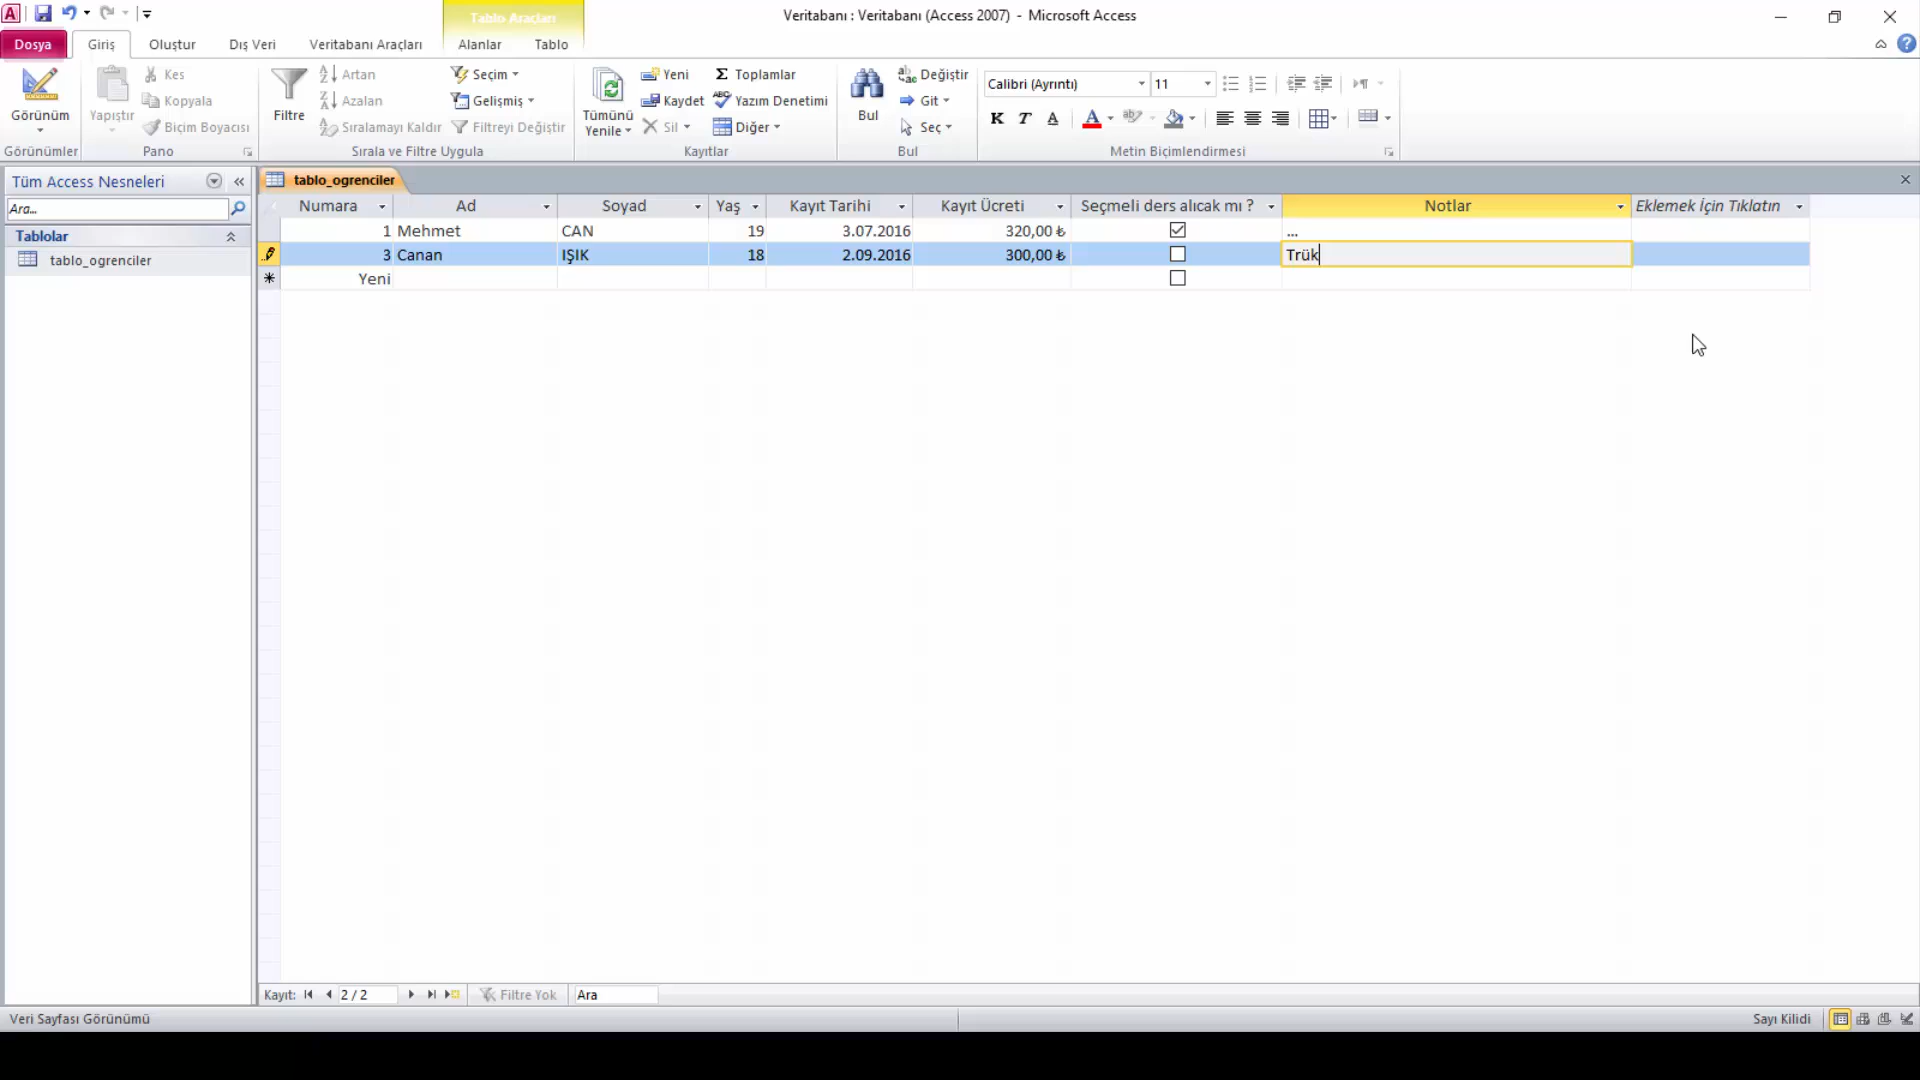 Tablo Araçları
Veritabanı : Veritabanı (Access 2007) - Microsoft Access
Dosya Giriş Oluştur Dış Veri Veritabanı Araçları Alanlar Tablo
Görünüm
Görünümler
Yapıştır
Kes
Kopyala
Biçim Boyacısı
Pano
Filtre
Artan
Azalan
Sıralamayı Kaldır
Seçim
Gelişmiş
Filtreyi Değiştir
Sırala ve Filtre Uygula
Tümünü
Yenile
Yeni
Kaydet
Sil
Toplamlar
Yazım Denetimi
Diğer
Kayıtlar
Bul
Değiştir
Git
Seç
Bul
Calibri (Ayrıntı) 11
K T A
Metin Biçimlendirmesi
Tüm Access Nesneleri
Ara...
Tablolar
tablo_ogrenciler
tablo_ogrenciler
Numara Ad Soyad Yaş Kayıt Tarihi Kayıt Ücreti Seçmeli ders alıcak mı ? Notlar Eklemek İçin Tıklatın
1 Mehmet CAN 19 3.07.2016 320,00 ₺ ...
3 Canan IŞIK 18 2.09.2016 300,00 ₺ Trük
Yeni
Kayıt: 2 / 2 Filtre Yok Ara
Veri Sayfası Görünümü Sayı Kilidi